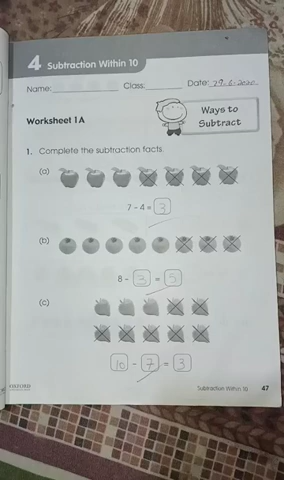 4 Subtraction Within 10
Name: Class: Date: 29-6-2020
Worksheet 1A
Ways to
Subtract
1. Complete the subtraction facts.
(a)
7 - 4 = 3
(b)
8 - 3 = 5
(c)
10 - 7 = 3
OXFORD
Subtraction Within 10 47